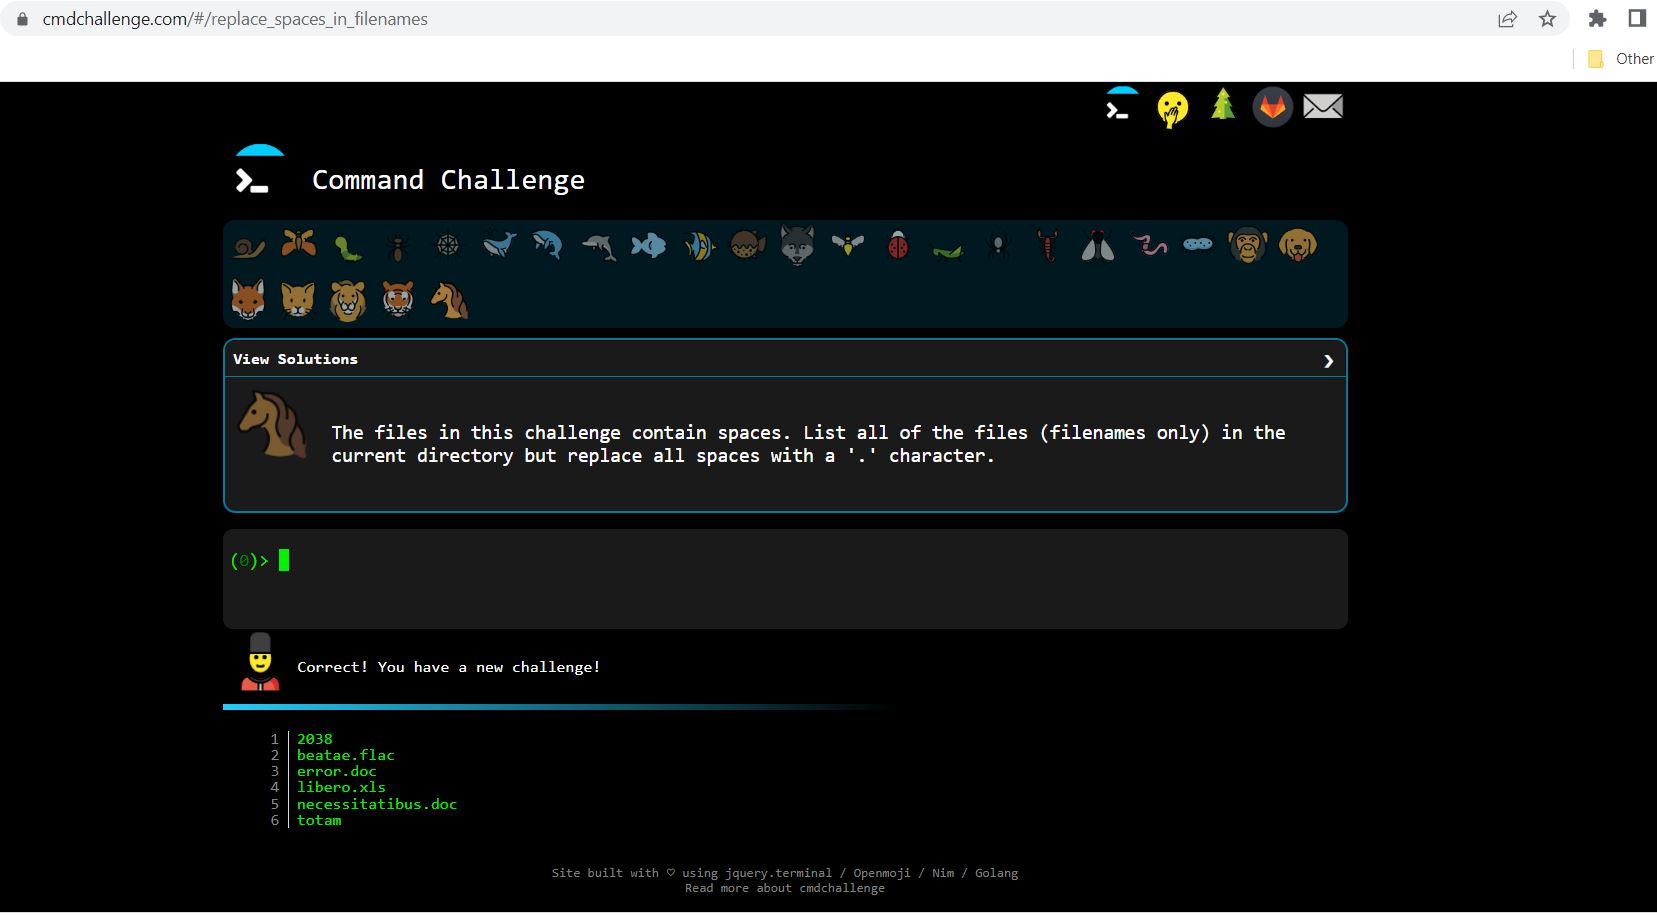 cmdchallenge.com/#/replace_spaces_in_filenames
Other
Command Challenge
View Solutions
The files in this challenge contain spaces. List all of the files (filenames only) in the
current directory but replace all spaces with a '.' character.
(0)>
Correct! You have a new challenge!
1 2038
2 beatae.flac
3 error.doc
4 libero.xls
5 necessitatibus.doc
6 totam
Site built with ♡ using jquery.terminal / Openmoji / Nim / Golang
Read more about cmdchallenge